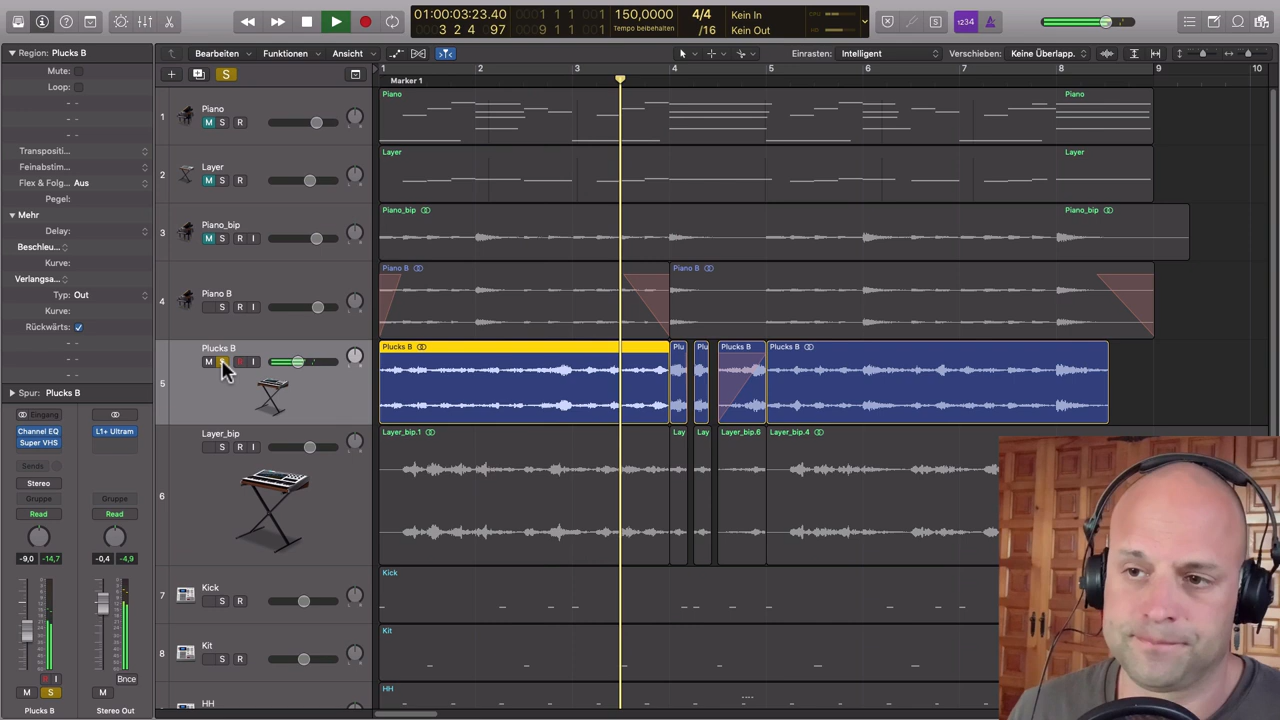 01:00:03:23.40
3 2 4 97
150,0000
Tempo beibehalten
4/4
/16
Kein In
Kein Out
1234
Region: Plucks B
Mute:
Loop:
Transpositi...
Feinabstim...
Flex & Folg... Aus
Pegel:
Mehr
Delay:
Beschleu...
Kurve:
Verlangsa...
Typ: Out
Kurve:
Rückwärts:
Spur: Plucks B
Eingang
Channel EQ
Super VHS
L1+ Ultram
Sends
Stereo
Gruppe
Gruppe
Read
Read
-9,0 -14,7
-0,4 -4,9
R I
Bnce
M S
M
Plucks B
Stereo Out
Bearbeiten
Funktionen
Ansicht
Einrasten: Intelligent
Verschieben: Keine Überlapp.
S
1 2 3 4 5 6 7 8 9 10
Marker 1
1 Piano
M S R
Piano
Piano
2 Layer
M S R
Layer
Layer
3 Piano_bip
M S R I
Piano_bip
Piano_bip
4 Piano B
S R I
Piano B
Piano B
5 Plucks B
M S R I
Plucks B
Plu
Plu
Plucks B
Plucks B
6 Layer_bip
S R I
Layer_bip.1
Lay
Lay
Layer_bip.6
Layer_bip.4
7 Kick
S R
Kick
8 Kit
S R
Kit
HH
HH